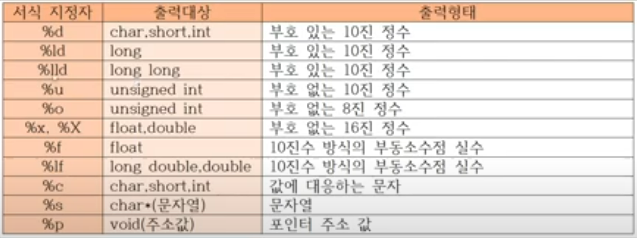 서식 지정자 출력대상 출력형태
%d char,short,int 부호 있는 10진 정수
%ld long 부호 있는 10진 정수
%lld long long 부호 있는 10진 정수
%u unsigned int 부호 없는 10진 정수
%o unsigned int 부호 없는 8진 정수
%x, %X float,double 부호 없는 16진 정수
%f float 10진수 방식의 부동소수점 실수
%lf long double,double 10진수 방식의 부동소수점 실수
%c char,short,int 값에 대응하는 문자
%s char*(문자열) 문자열
%p void(주소값) 포인터 주소 값